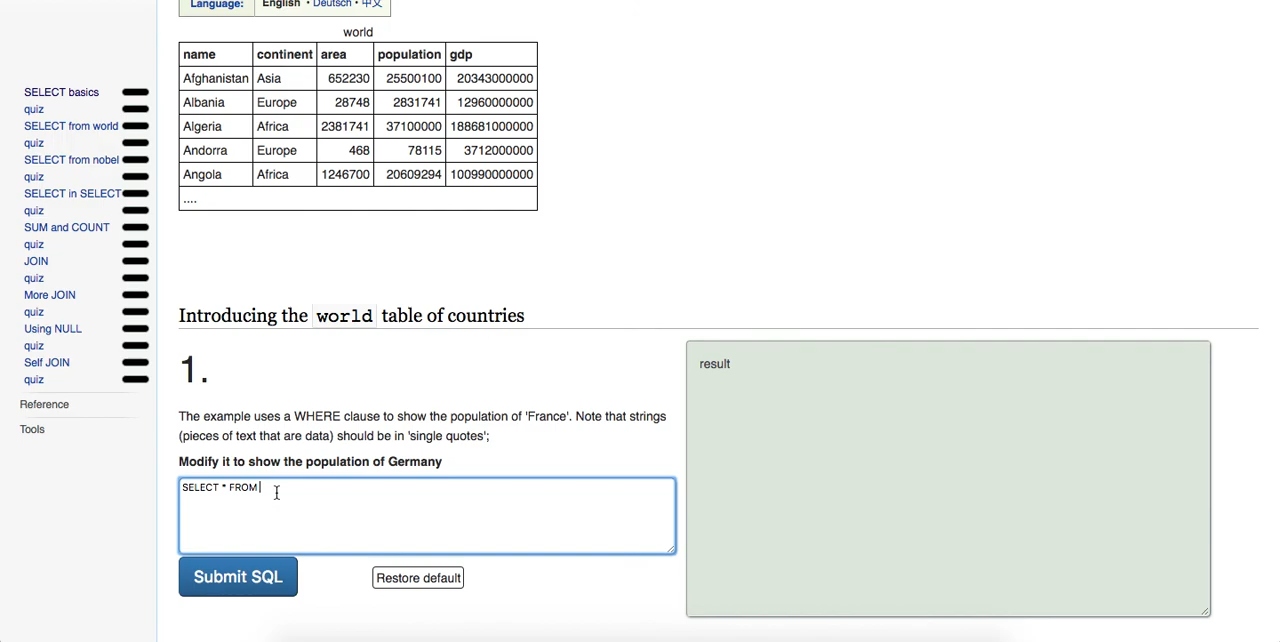 Language: English • Deutsch • 中文
world
name continent area population gdp
Afghanistan Asia 652230 25500100 20343000000
Albania Europe 28748 2831741 12960000000
Algeria Africa 2381741 37100000 188681000000
Andorra Europe 468 78115 3712000000
Angola Africa 1246700 20609294 100990000000
....
SELECT basics
quiz
SELECT from world
quiz
SELECT from nobel
quiz
SELECT in SELECT
quiz
SUM and COUNT
quiz
JOIN
quiz
More JOIN
quiz
Using NULL
quiz
Self JOIN
quiz
Reference
Tools
Introducing the world table of countries
1.
The example uses a WHERE clause to show the population of 'France'. Note that strings
(pieces of text that are data) should be in 'single quotes';
Modify it to show the population of Germany
SELECT * FROM
Submit SQL
Restore default
result